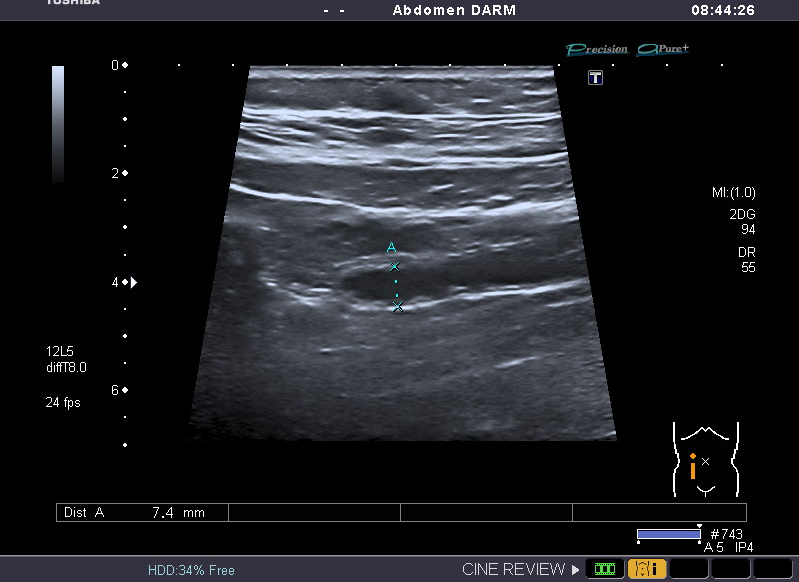 TOSHIBA
- - Abdomen DARM 08:44:26
Precision APure+
T
0
2
4
6
A
MI:(1.0)
2DG
94
DR
55
12L5
diffT8.0
24 fps
Dist A 7.4 mm
#743
A 5 IP4
HDD:34% Free
CINE REVIEW